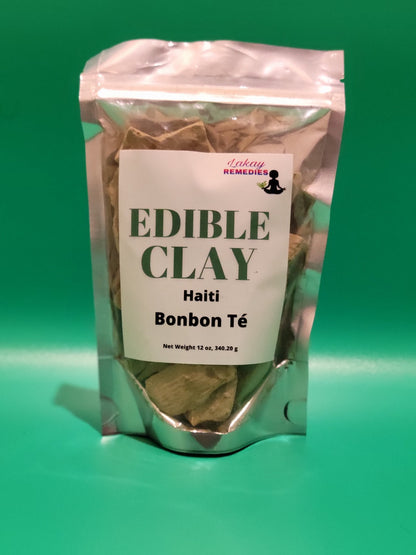 Lakay
REMEDIES
EDIBLE
CLAY
Haiti
Bonbon Té
Net Weight 12 oz, 340.20 g